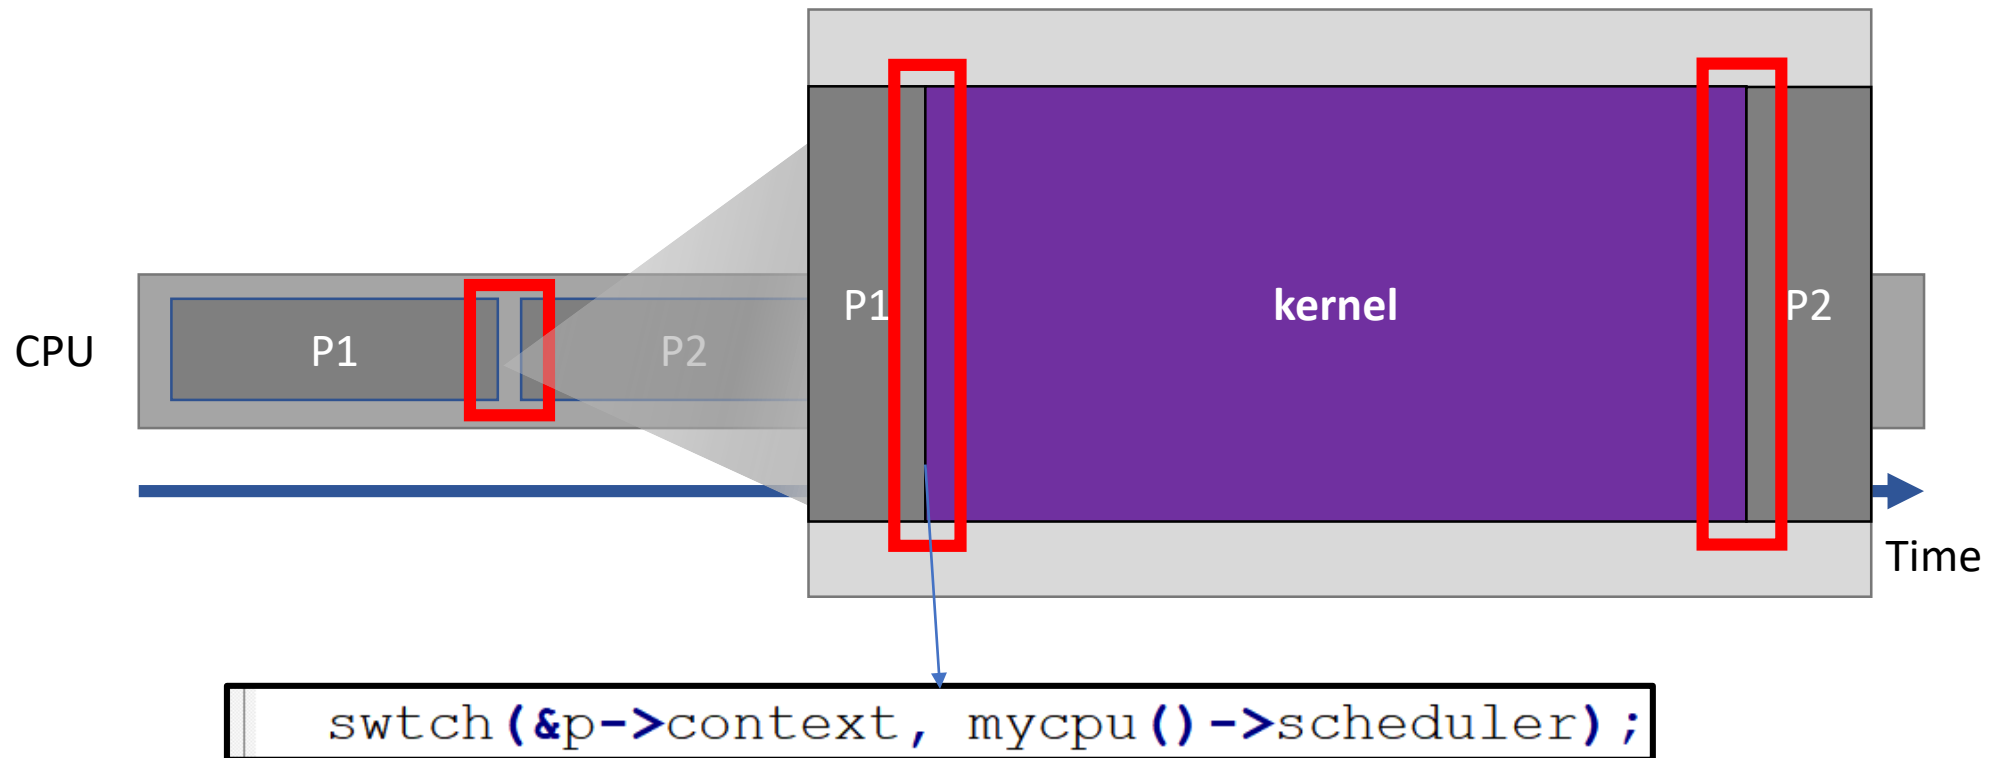 CPU
P1
P2
P1
kernel
P2
Time
swtch(&p->context, mycpu()->scheduler);